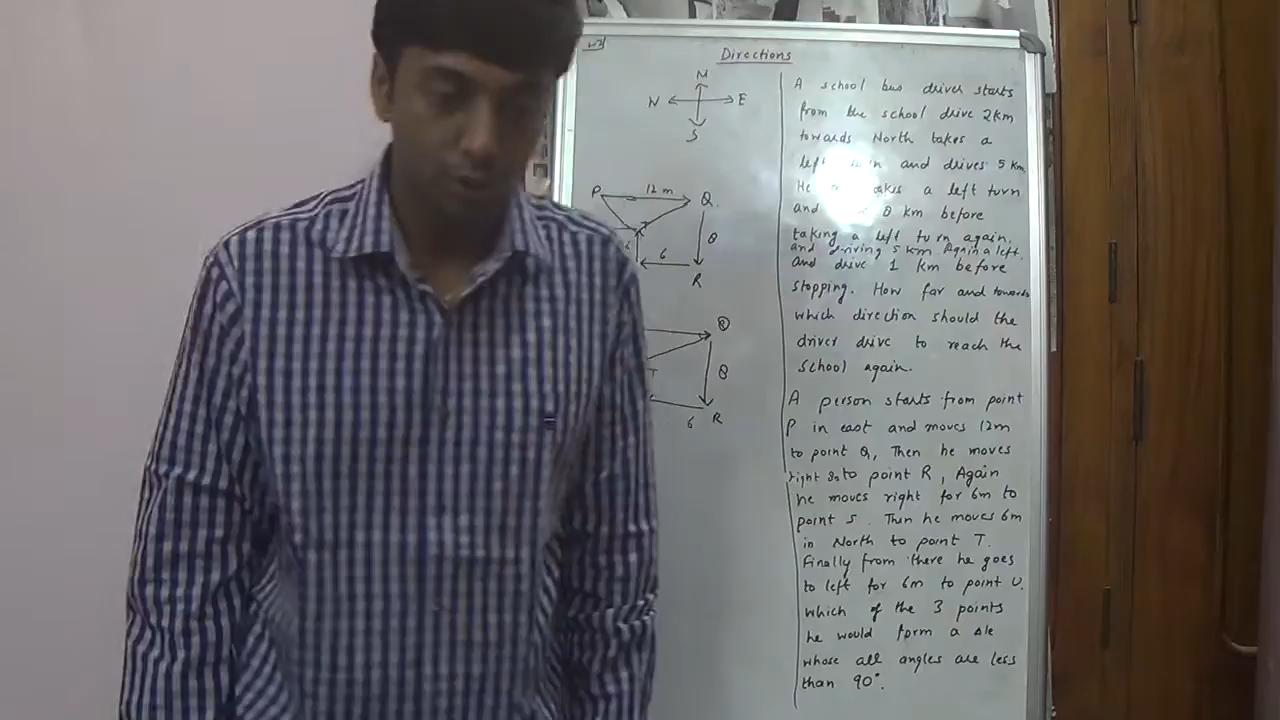 Directions
N
W E
S
P 12 m Q.
8
6
6
R
Q
T 8
6 R
A school bus driver starts
from the school drive 2km
towards North takes a
left and drives 5 km.
He a left turn
and km before
taking a left turn again,
and driving 5 km Again a left,
and drive 1 km before
stopping. How far and towards
which direction should the
driver drive to reach the
school again.
A person starts from point
P in east and moves 12m
to point Q, Then he moves
right 8m to point R, Again
he moves right for 6m to
point S. Then he moves 6m
in North to point T.
Finally from there he goes
to left for 6m to point U.
which of the 3 points
he would form a Δle
whose all angles are less
than 90°.